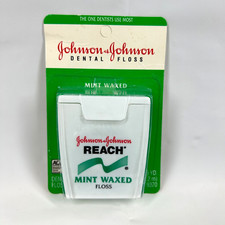 THE ONE DENTISTS USE MOST
Johnson & Johnson
DENTAL FLOSS
MINT WAXED
Johnson & Johnson
REACH®
MINT WAXED
FLOSS